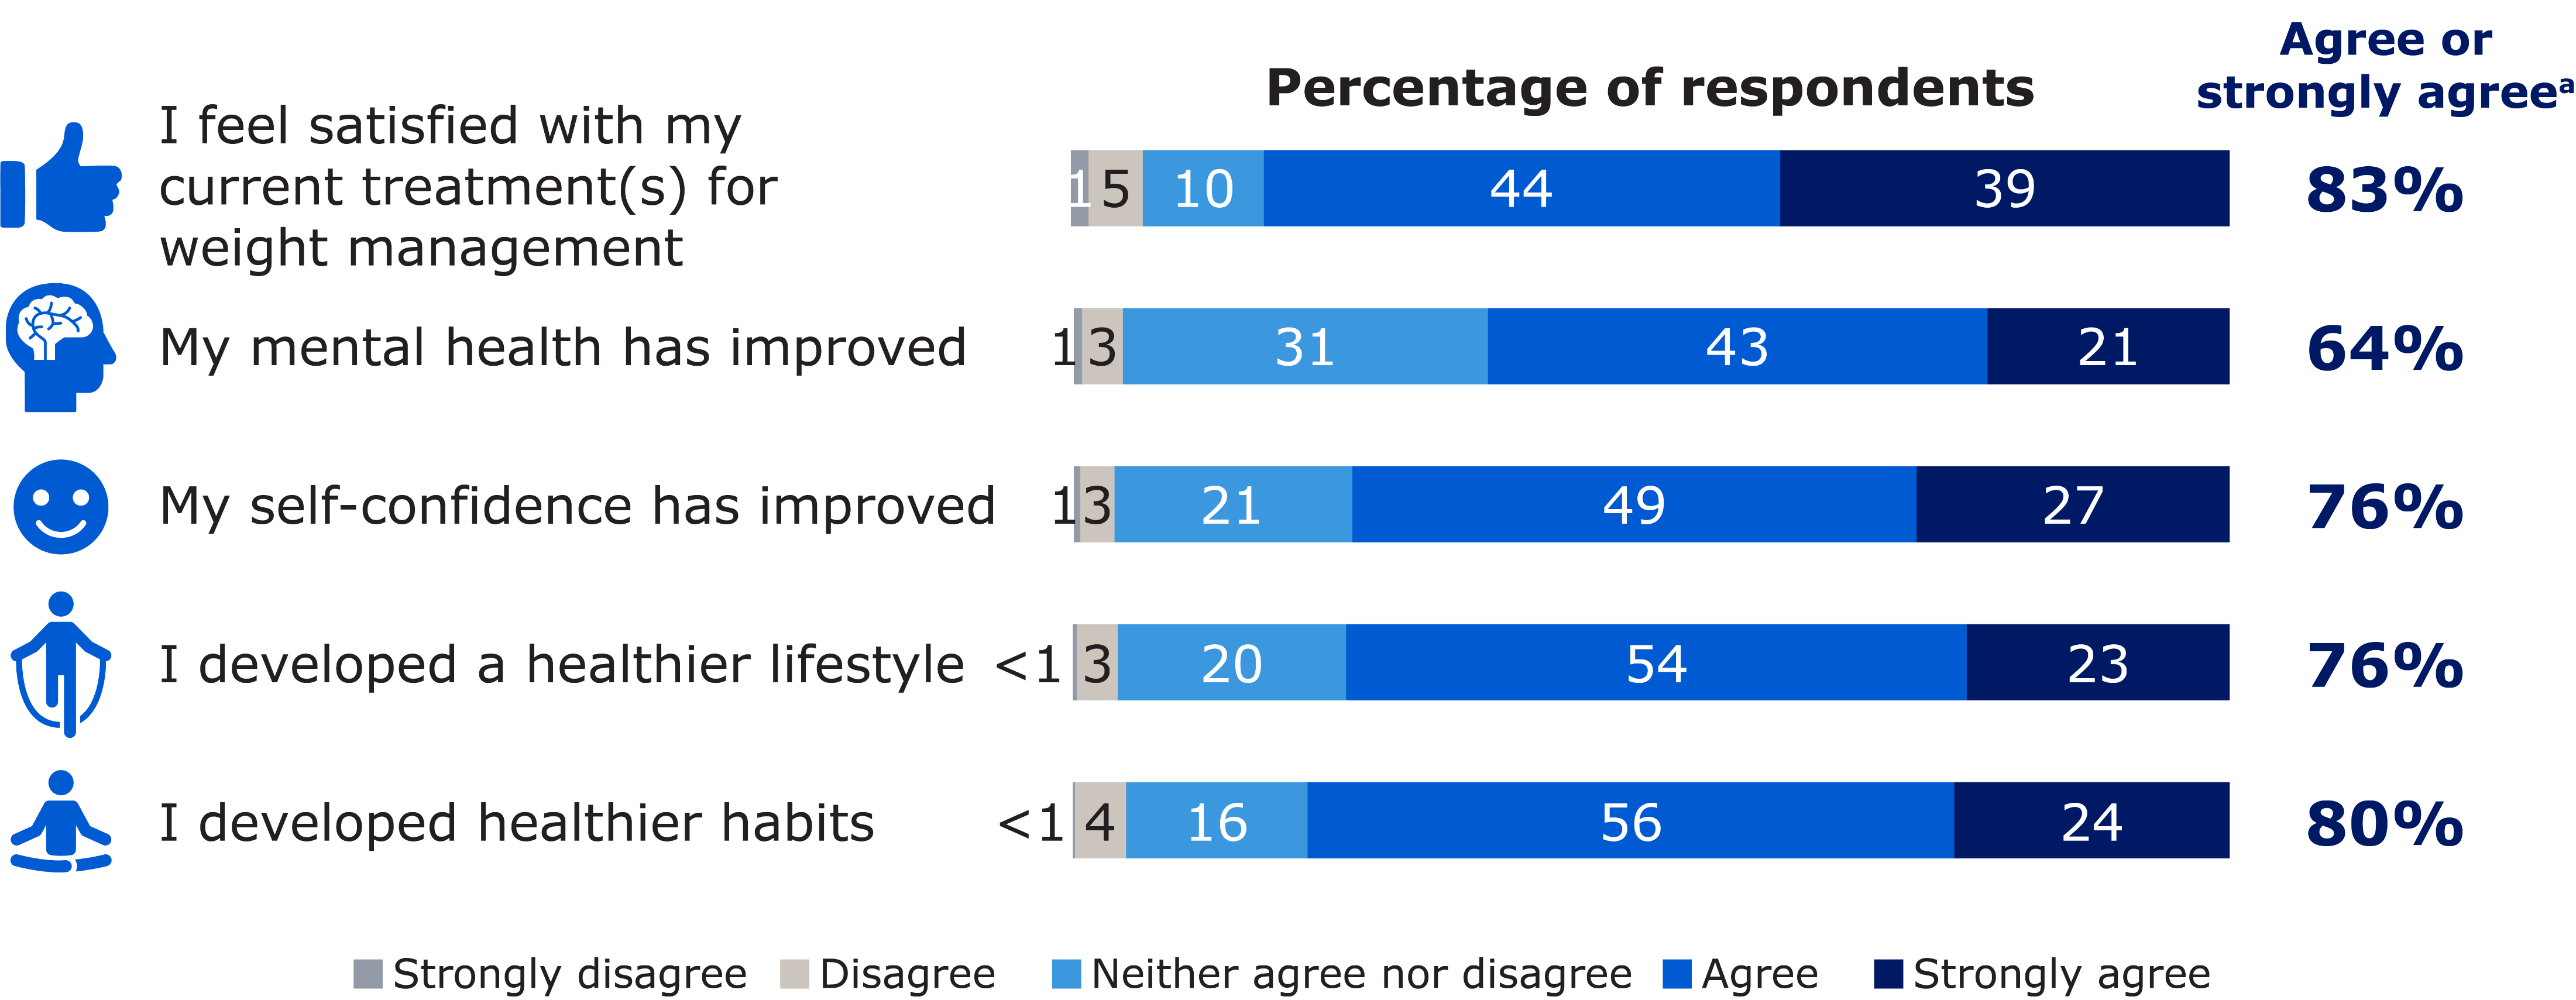 Agree or
strongly agreeᵃ
Percentage of respondents
I feel satisfied with my
current treatment(s) for
weight management
1 5 10 44 39 83%
My mental health has improved 1 3 31 43 21 64%
My self-confidence has improved 1 3 21 49 27 76%
I developed a healthier lifestyle <1 3 20 54 23 76%
I developed healthier habits <1 4 16 56 24 80%
Strongly disagree Disagree Neither agree nor disagree Agree Strongly agree